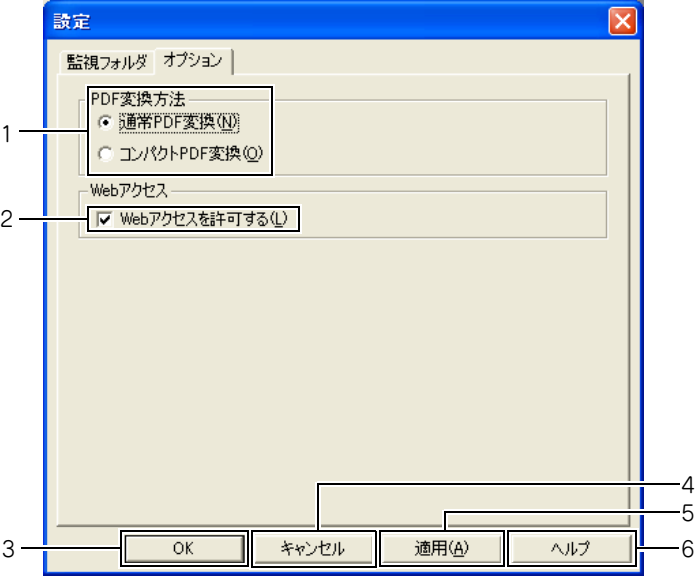 設定
監視フォルダ オプション
PDF変換方法
1
通常PDF変換(N)
コンパクトPDF変換(O)
Webアクセス
2
Webアクセスを許可する(L)
4
5
3
OK キャンセル 適用(A) ヘルプ
6